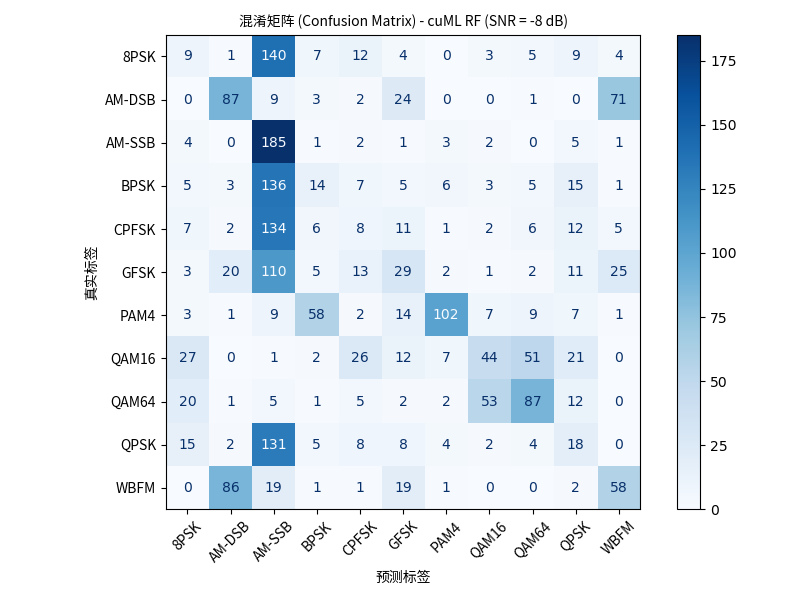 混淆矩阵 (Confusion Matrix) - cuML RF (SNR = -8 dB)
真实标签
8PSK 9 1 140 7 12 4 0 3 5 9 4
AM-DSB 0 87 9 3 2 24 0 0 1 0 71
AM-SSB 4 0 185 1 2 1 3 2 0 5 1
BPSK 5 3 136 14 7 5 6 3 5 15 1
CPFSK 7 2 134 6 8 11 1 2 6 12 5
GFSK 3 20 110 5 13 29 2 1 2 11 25
PAM4 3 1 9 58 2 14 102 7 9 7 1
QAM16 27 0 1 2 26 12 7 44 51 21 0
QAM64 20 1 5 1 5 2 2 53 87 12 0
QPSK 15 2 131 5 8 8 4 2 4 18 0
WBFM 0 86 19 1 1 19 1 0 0 2 58
8PSK AM-DSB AM-SSB BPSK CPFSK GFSK PAM4 QAM16 QAM64 QPSK WBFM
预测标签
175
150
125
100
75
50
25
0